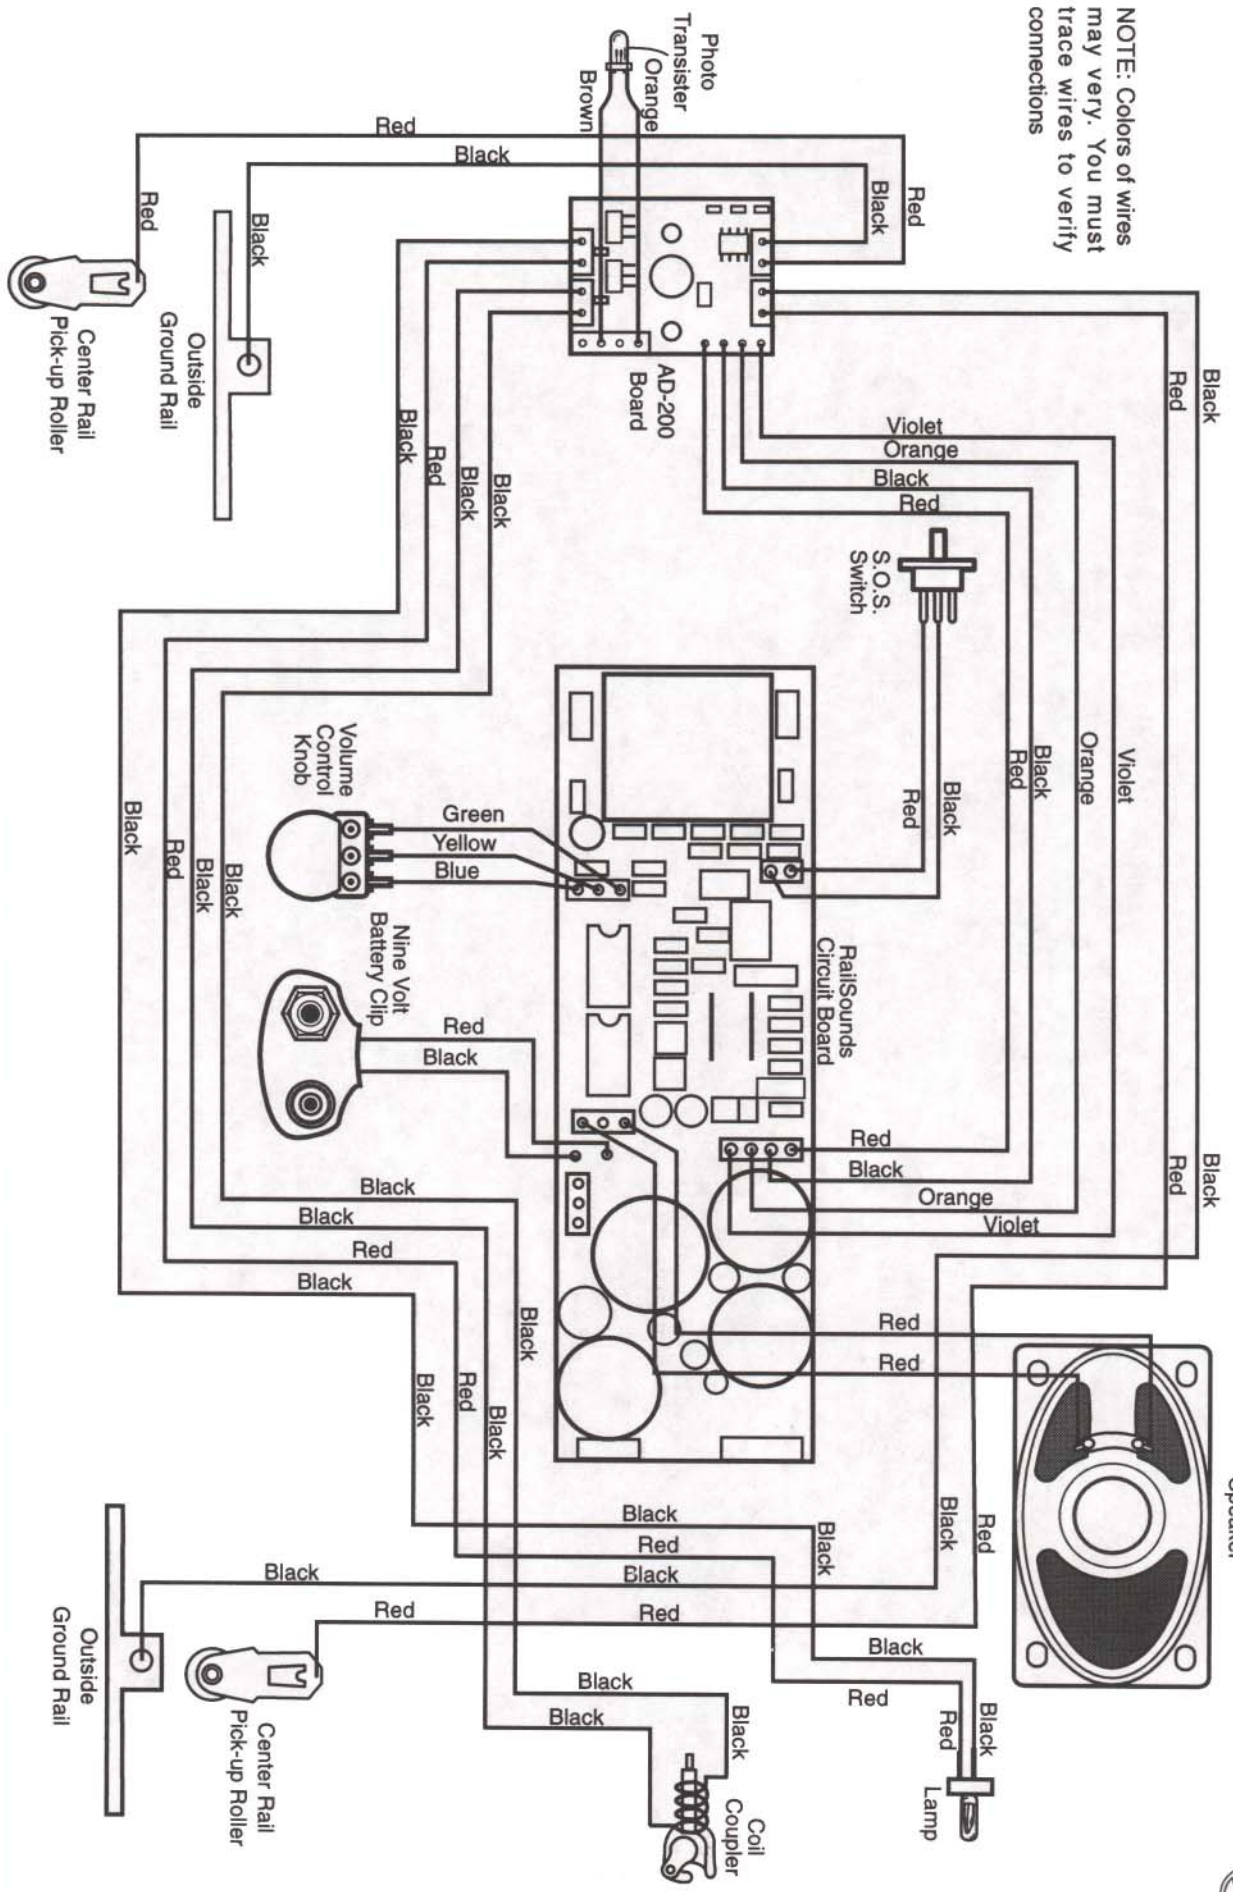 NOTE: Colors of wires
may very. You must
trace wires to verify
connections
Photo
Transister
Orange
Brown
Red
Black
Red
Black
Red
Black
Center Rail
Pick-up Roller
Outside
Ground Rail
AD-200
Board
Black
Red
Violet
Orange
Black
Red
Black
Red
Black
Black
S.O.S.
Switch
Red
Black
Red
Black
Orange
Violet
Volume
Control
Knob
Green
Yellow
Blue
Black
Red
Black
Black
Nine Volt
Battery Clip
Red
Black
RailSounds
Circuit Board
Red
Black
Orange
Violet
Black
Red
Black
Black
Red
Black
Red
Red
Speaker
Black
Black
Red
Black
Black
Red
Black
Red
Black
Black
Red
Black
Red
Black
Red
Black
Red
Black
Red
Lamp
Outside
Ground Rail
Center Rail
Pick-up Roller
Black
Black
Black
Coil
Coupler